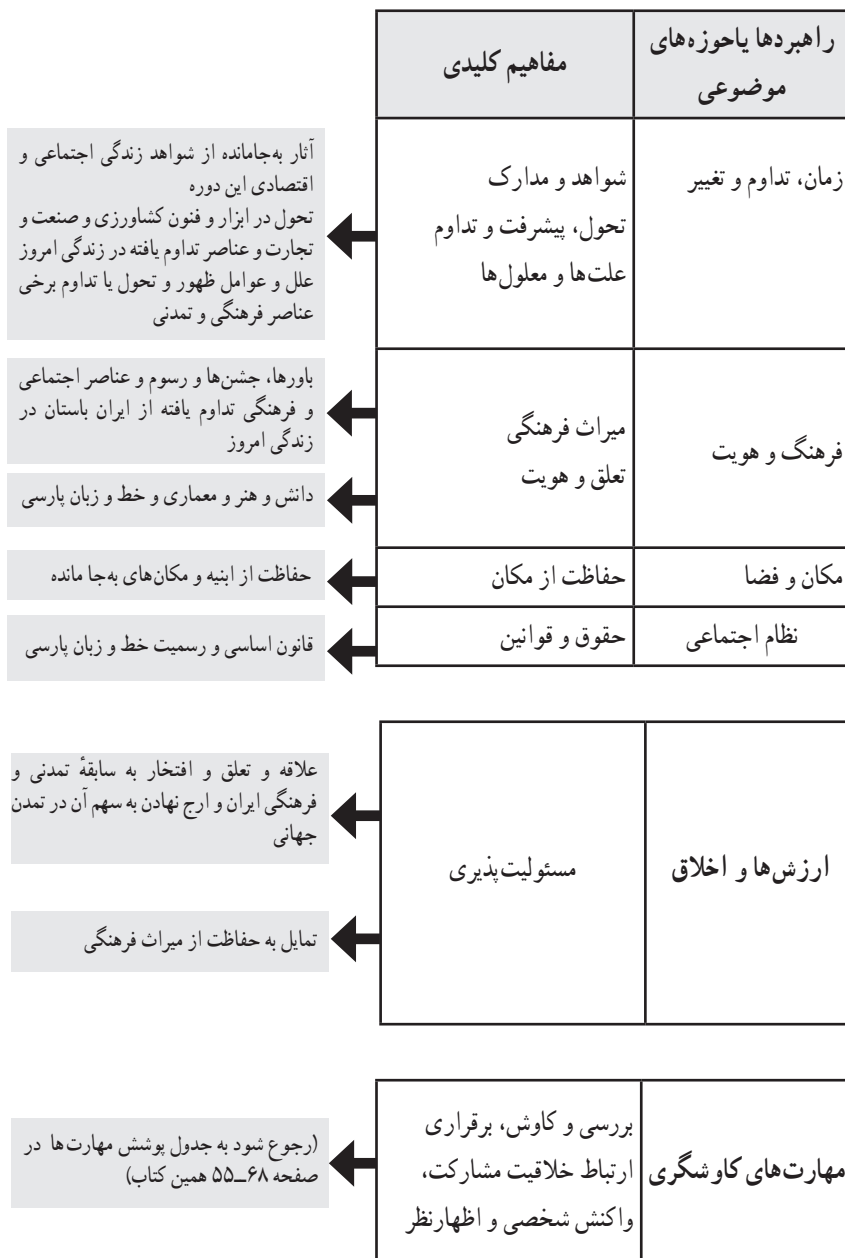 راهبردها یاحوزه‌های
موضوعی
مفاهیم کلیدی
زمان، تداوم و تغییر
شواهد و مدارک
تحول، پیشرفت و تداوم
علت‌ها و معلول‌ها
آثار به‌جامانده از شواهد زندگی اجتماعی و
اقتصادی این دوره
تحول در ابزار و فنون کشاورزی و صنعت و
تجارت و عناصر تداوم یافته در زندگی امروز
علل و عوامل ظهور و تحول یا تداوم برخی
عناصر فرهنگی و تمدنی
فرهنگ و هویت
میراث فرهنگی
تعلق و هویت
باورها، جشن‌ها و رسوم و عناصر اجتماعی
و فرهنگی تداوم یافته از ایران باستان در
زندگی امروز
دانش و هنر و معماری و خط و زبان پارسی
مکان و فضا
حفاظت از مکان
حفاظت از ابنیه و مکان‌های به‌جا مانده
نظام اجتماعی
حقوق و قوانین
قانون اساسی و رسمیت خط و زبان پارسی
ارزش‌ها و اخلاق
مسئولیت‌پذیری
علاقه و تعلق و افتخار به سابقهٔ تمدنی و
فرهنگی ایران و ارج نهادن به سهم آن در تمدن
جهانی
تمایل به حفاظت از میراث فرهنگی
مهارت‌های کاوشگری
بررسی و کاوش، برقراری
ارتباط خلاقیت مشارکت،
واکنش شخصی و اظهارنظر
(رجوع شود به جدول پوشش مهارت‌ها در
صفحه ۶۸ــ۵۵ همین کتاب)